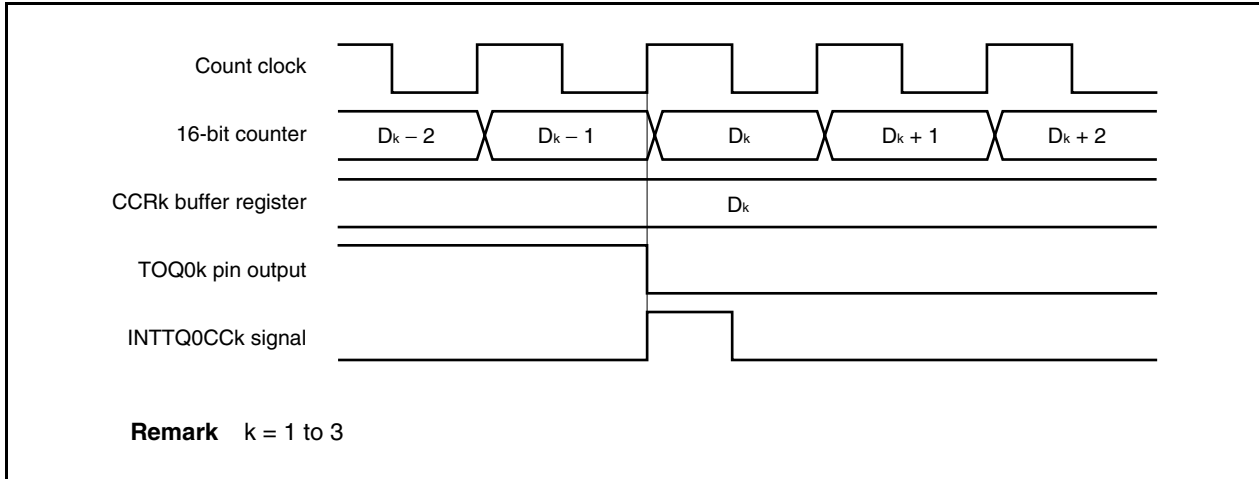 Count clock
16-bit counter
Dk − 2 Dk − 1 Dk Dk + 1 Dk + 2
CCRk buffer register
Dk
TOQ0k pin output
INTTQ0CCk signal
Remark k = 1 to 3